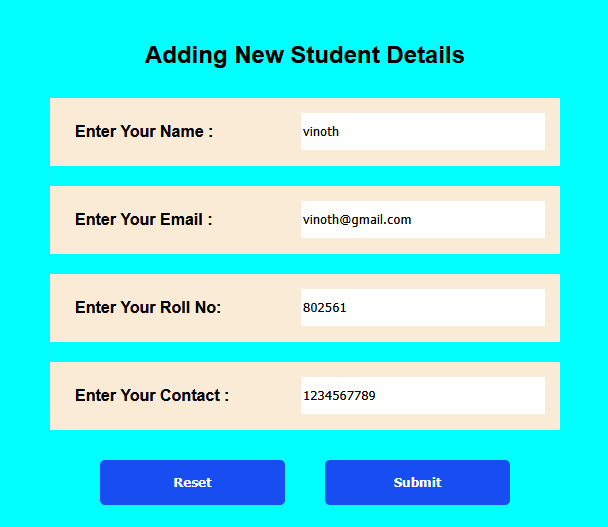 Adding New Student Details
Enter Your Name : vinoth
Enter Your Email : vinoth@gmail.com
Enter Your Roll No: 802561
Enter Your Contact : 1234567789
Reset Submit